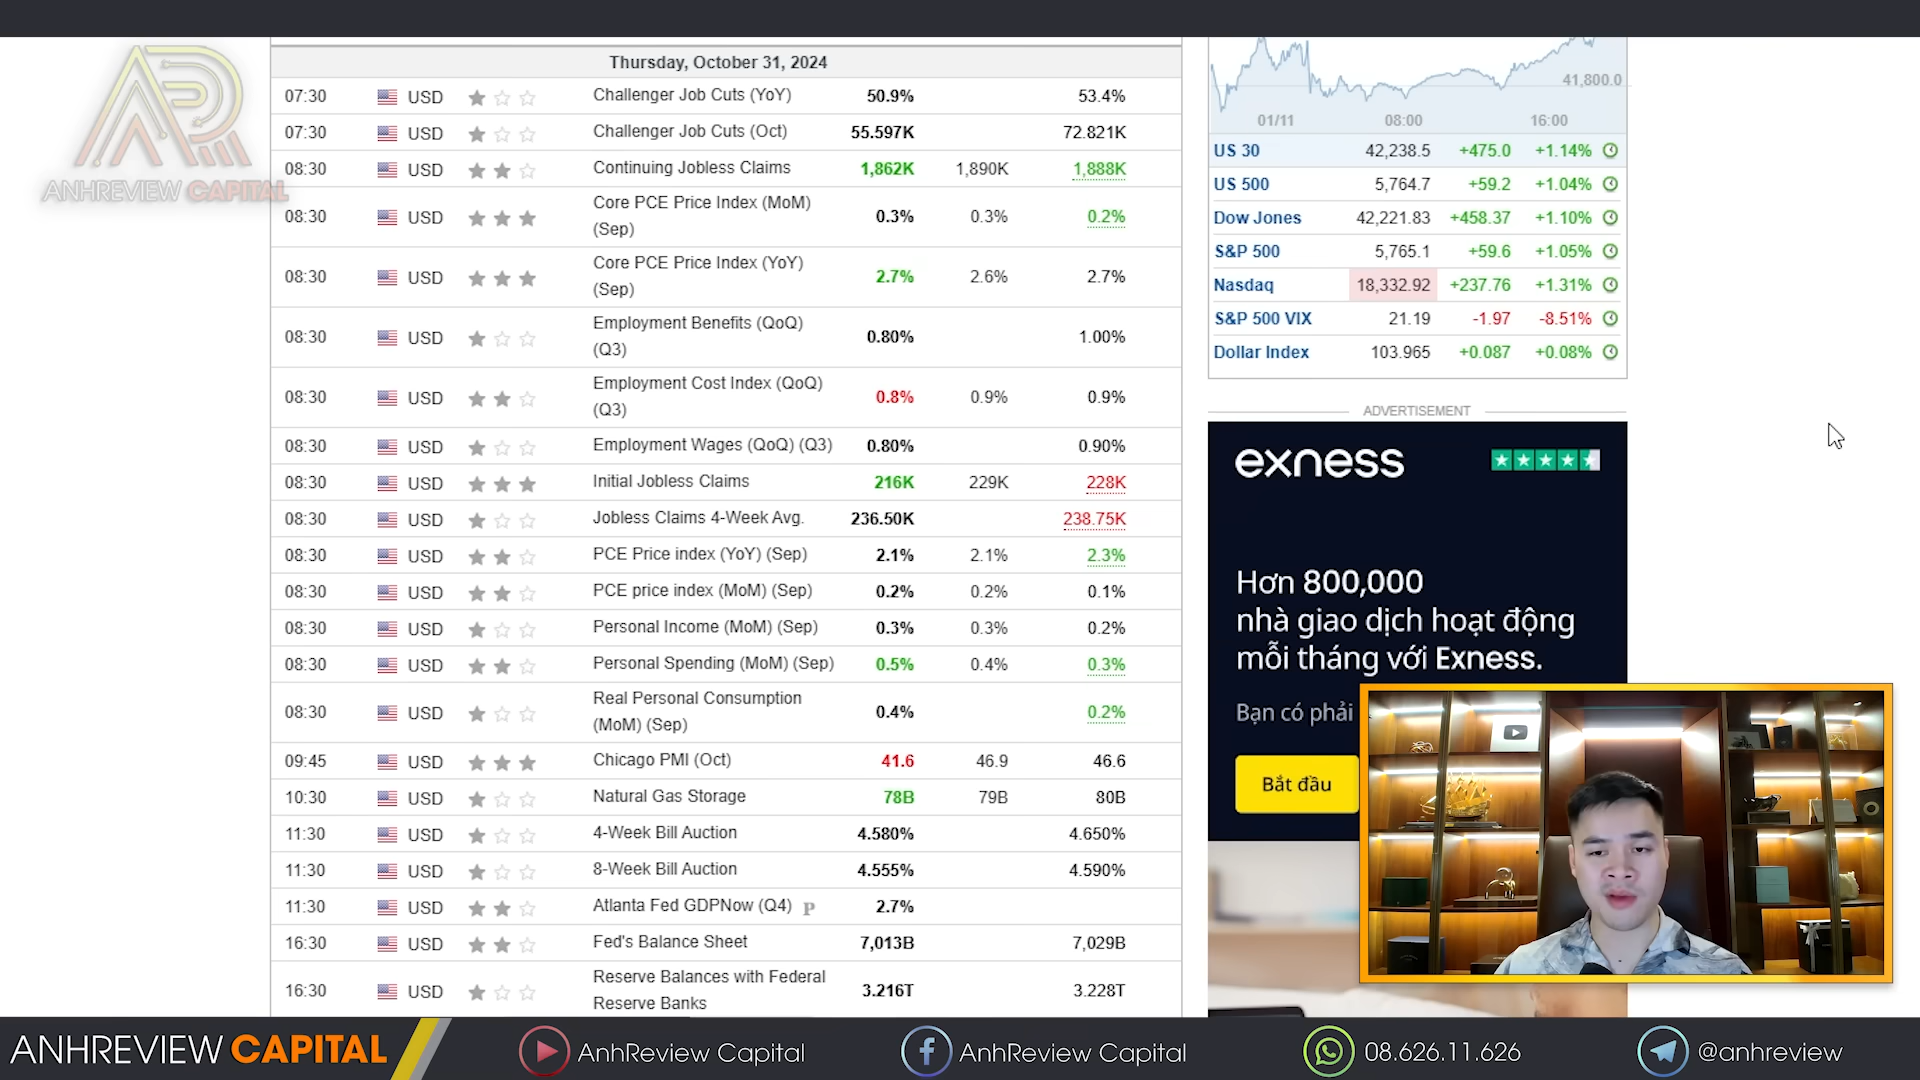 ANHREVIEW CAPITAL
Thursday, October 31, 2024
07:30 USD Challenger Job Cuts (YoY) 50.9% 53.4%
07:30 USD Challenger Job Cuts (Oct) 55.597K 72.821K
08:30 USD Continuing Jobless Claims 1,862K 1,890K 1,888K
08:30 USD Core PCE Price Index (MoM) (Sep) 0.3% 0.3% 0.2%
08:30 USD Core PCE Price Index (YoY) (Sep) 2.7% 2.6% 2.7%
08:30 USD Employment Benefits (QoQ) (Q3) 0.80% 1.00%
08:30 USD Employment Cost Index (QoQ) (Q3) 0.8% 0.9% 0.9%
08:30 USD Employment Wages (QoQ) (Q3) 0.80% 0.90%
08:30 USD Initial Jobless Claims 216K 229K 228K
08:30 USD Jobless Claims 4-Week Avg. 236.50K 238.75K
08:30 USD PCE Price index (YoY) (Sep) 2.1% 2.1% 2.3%
08:30 USD PCE price index (MoM) (Sep) 0.2% 0.2% 0.1%
08:30 USD Personal Income (MoM) (Sep) 0.3% 0.3% 0.2%
08:30 USD Personal Spending (MoM) (Sep) 0.5% 0.4% 0.3%
08:30 USD Real Personal Consumption (MoM) (Sep) 0.4% 0.2%
09:45 USD Chicago PMI (Oct) 41.6 46.9 46.6
10:30 USD Natural Gas Storage 78B 79B 80B
11:30 USD 4-Week Bill Auction 4.580% 4.650%
11:30 USD 8-Week Bill Auction 4.555% 4.590%
11:30 USD Atlanta Fed GDPNow (Q4) P 2.7%
16:30 USD Fed's Balance Sheet 7,013B 7,029B
16:30 USD Reserve Balances with Federal Reserve Banks 3.216T 3.228T
41,800.0
01/11 08:00 16:00
US 30 42,238.5 +475.0 +1.14%
US 500 5,764.7 +59.2 +1.04%
Dow Jones 42,221.83 +458.37 +1.10%
S&P 500 5,765.1 +59.6 +1.05%
Nasdaq 18,332.92 +237.76 +1.31%
S&P 500 VIX 21.19 -1.97 -8.51%
Dollar Index 103.965 +0.087 +0.08%
ADVERTISEMENT
exness
Hơn 800,000
nhà giao dịch hoạt động
mỗi tháng với Exness.
Bạn có phải
Bắt đầu
ANHREVIEW CAPITAL
AnhReview Capital
AnhReview Capital
08.626.11.626
@anhreview